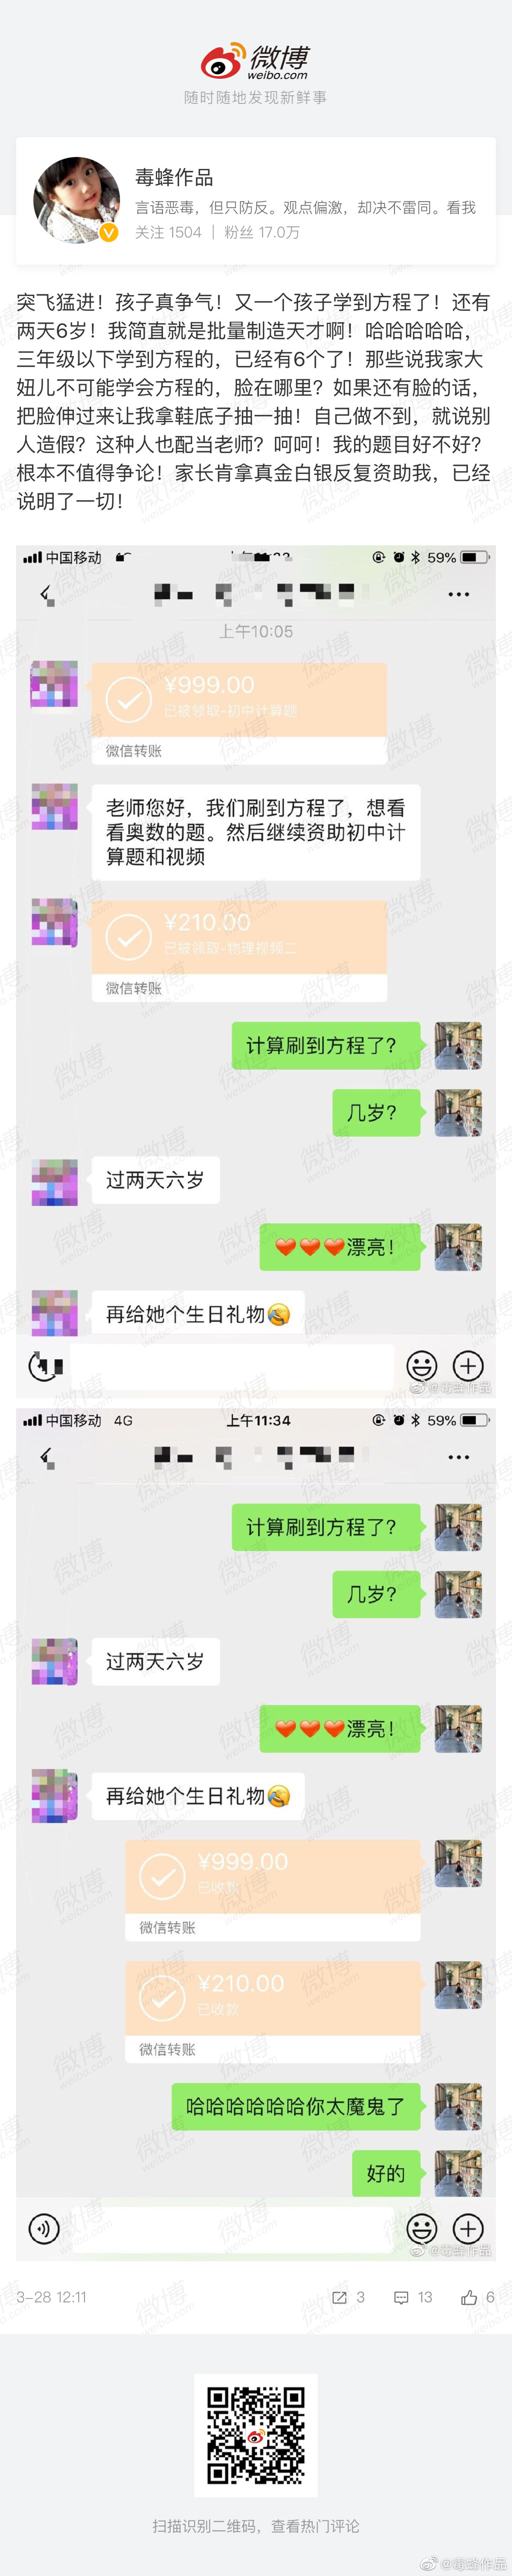 微博
weibo.com
随时随地发现新鲜事
毒蜂作品
言语恶毒，但只防反。观点偏激，却决不雷同。看我
关注 1504 | 粉丝 17.0万
突飞猛进！孩子真争气！又一个孩子学到方程了！还有
两天6岁！我简直就是批量制造天才啊！哈哈哈哈哈，
三年级以下学到方程的，已经有6个了！那些说我家大
妞儿不可能学会方程的，脸在哪里？如果还有脸的话，
把脸伸过来让我拿鞋底子抽一抽！自己做不到，就说别
人造假？这种人也配当老师？呵呵！我的题目好不好？
根本不值得争论！家长肯拿真金白银反复资助我，已经
说明了一切！
中国移动 59%
上午10:05
¥999.00
已被领取-初中计算题
微信转账
老师您好，我们刷到方程了，想看
看奥数的题。然后继续资助初中计
算题和视频
¥210.00
已被领取-物理视频二
微信转账
计算刷到方程了？
几岁？
过两天六岁
❤❤❤漂亮！
再给她个生日礼物
@毒蜂作品
中国移动 4G 上午11:34 59%
计算刷到方程了？
几岁？
过两天六岁
❤❤❤漂亮！
再给她个生日礼物
¥999.00
已收款
微信转账
¥210.00
已收款
微信转账
哈哈哈哈哈哈你太魔鬼了
好的
@毒蜂作品
3-28 12:11 3 13 6
扫描识别二维码，查看热门评论
@毒蜂作品